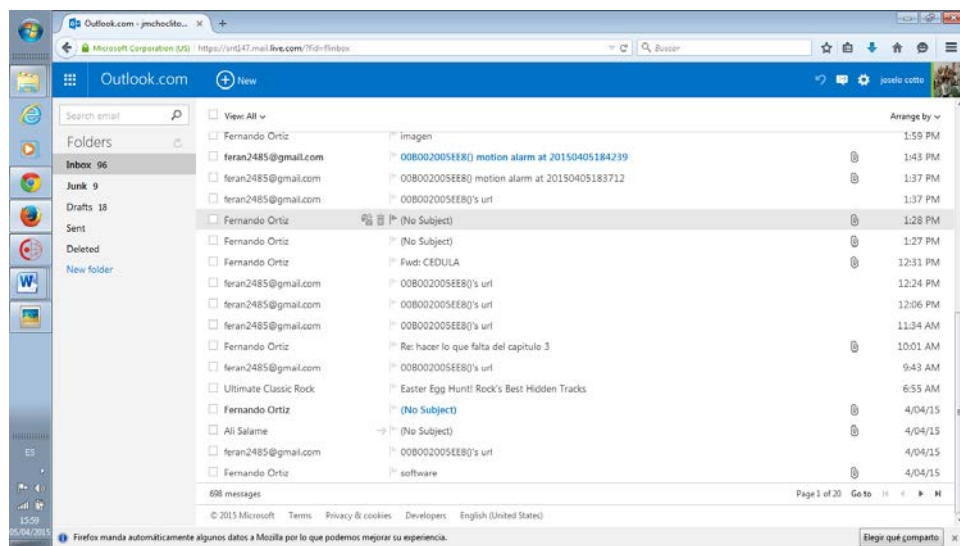 Outlook.com - jmchoclito...
Microsoft Corporation (US) https://snt147.mail.live.com/?fid=flinbox Buscar
Outlook.com New joselo cotto
Search email View: All Arrange by
Folders
Inbox 96
Junk 9
Drafts 18
Sent
Deleted
New folder
Fernando Ortiz imagen 1:59 PM
feran2485@gmail.com 00B002005EE8() motion alarm at 20150405184239 1:43 PM
feran2485@gmail.com 00B002005EE8() motion alarm at 20150405183712 1:37 PM
feran2485@gmail.com 00B002005EE8()'s url 1:37 PM
Fernando Ortiz (No Subject) 1:28 PM
Fernando Ortiz (No Subject) 1:27 PM
Fernando Ortiz Fwd: CEDULA 12:31 PM
feran2485@gmail.com 00B002005EE8()'s url 12:24 PM
feran2485@gmail.com 00B002005EE8()'s url 12:06 PM
feran2485@gmail.com 00B002005EE8()'s url 11:34 AM
Fernando Ortiz Re: hacer lo que falta del capitulo 3 10:01 AM
feran2485@gmail.com 00B002005EE8()'s url 9:43 AM
Ultimate Classic Rock Easter Egg Hunt! Rock's Best Hidden Tracks 6:55 AM
Fernando Ortiz (No Subject) 4/04/15
Ali Salame (No Subject) 4/04/15
feran2485@gmail.com 00B002005EE8()'s url 4/04/15
Fernando Ortiz software 4/04/15
698 messages Page 1 of 20 Go to
© 2015 Microsoft Terms Privacy & cookies Developers English (United States)
Firefox manda automáticamente algunos datos a Mozilla por lo que podemos mejorar su experiencia. Elegir qué comparto
ES
15:59
05/04/2015